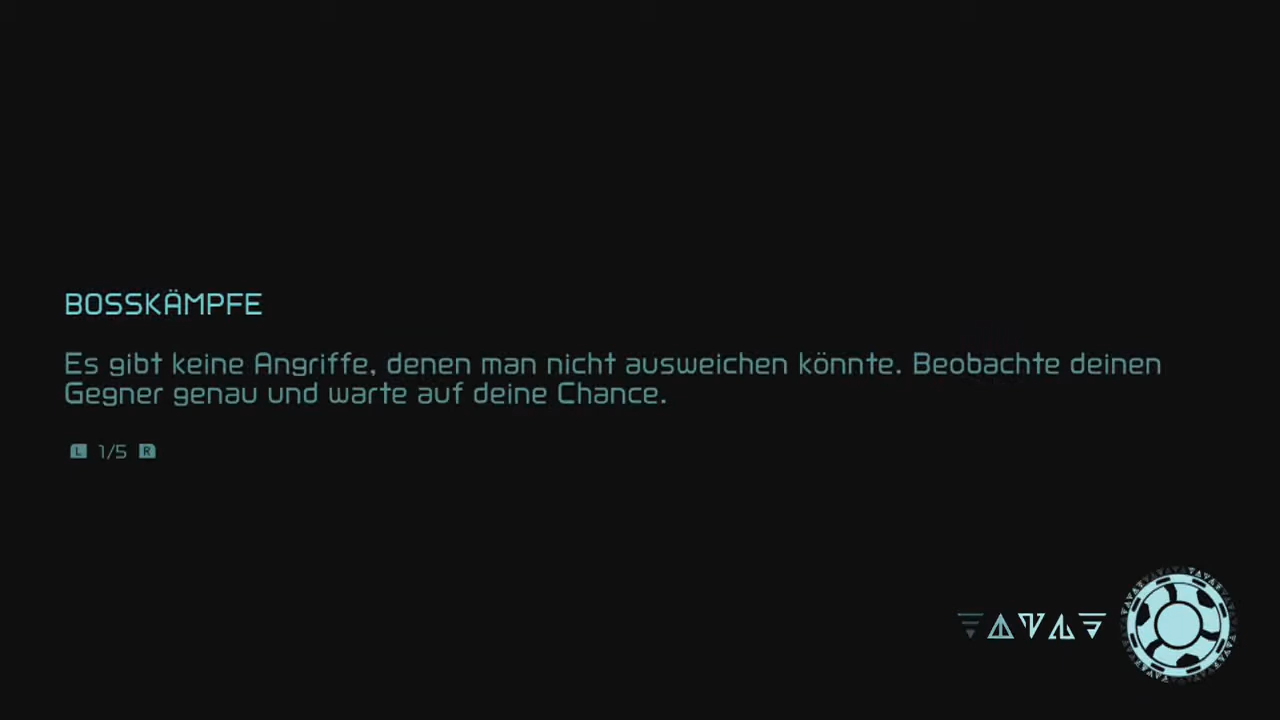 BOSSKÄMPFE
Es gibt keine Angriffe, denen man nicht ausweichen könnte. Beobachte deinen
Gegner genau und warte auf deine Chance.
L 1/5 R